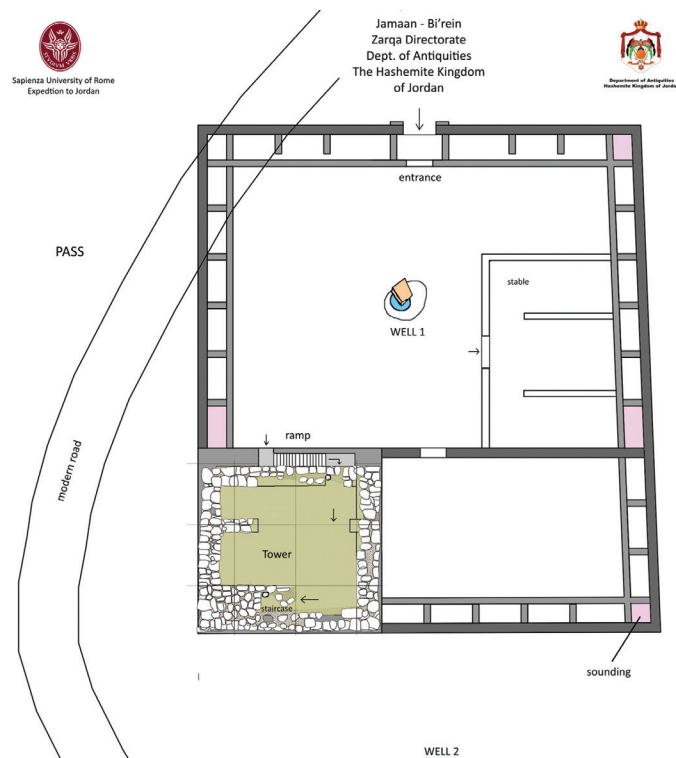 Jamaan - Bi’rein
Zarqa Directorate
Dept. of Antiquities
The Hashemite Kingdom
of Jordan
Sapienza University of Rome
Expedition to Jordan
Department of Antiquities
Hashemite Kingdom of Jorda
entrance
PASS
stable
WELL 1
ramp
modern road
Tower
staircase
sounding
WELL 2